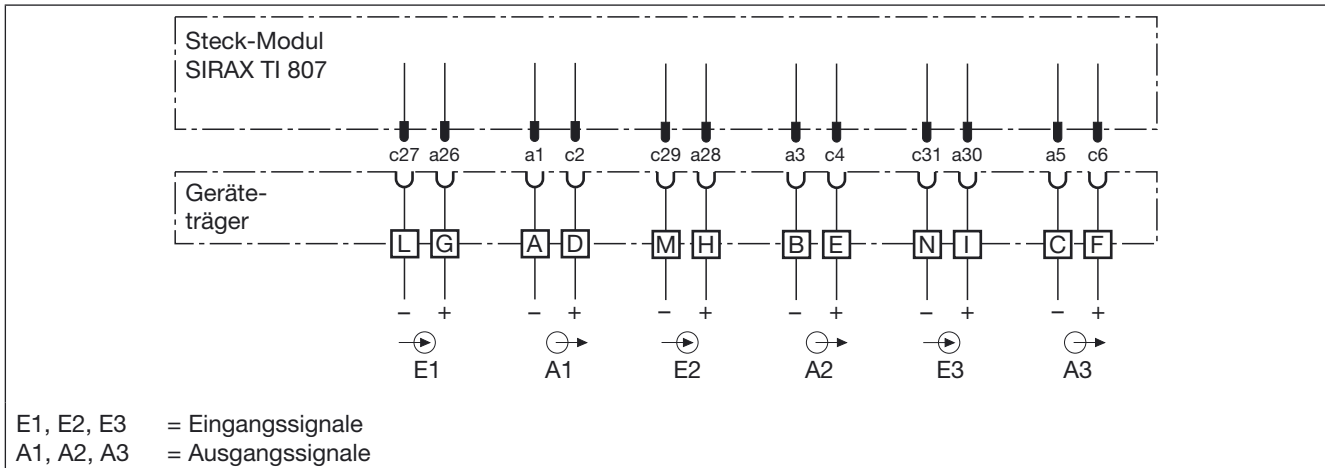 Steck-Modul
SIRAX TI 807
c27 a26 a1 c2 c29 a28 a3 c4 c31 a30 a5 c6
Geräte-
träger
L G A D M H B E N I C F
– + – + – + – + – + – +
E1 A1 E2 A2 E3 A3
E1, E2, E3 = Eingangssignale
A1, A2, A3 = Ausgangssignale